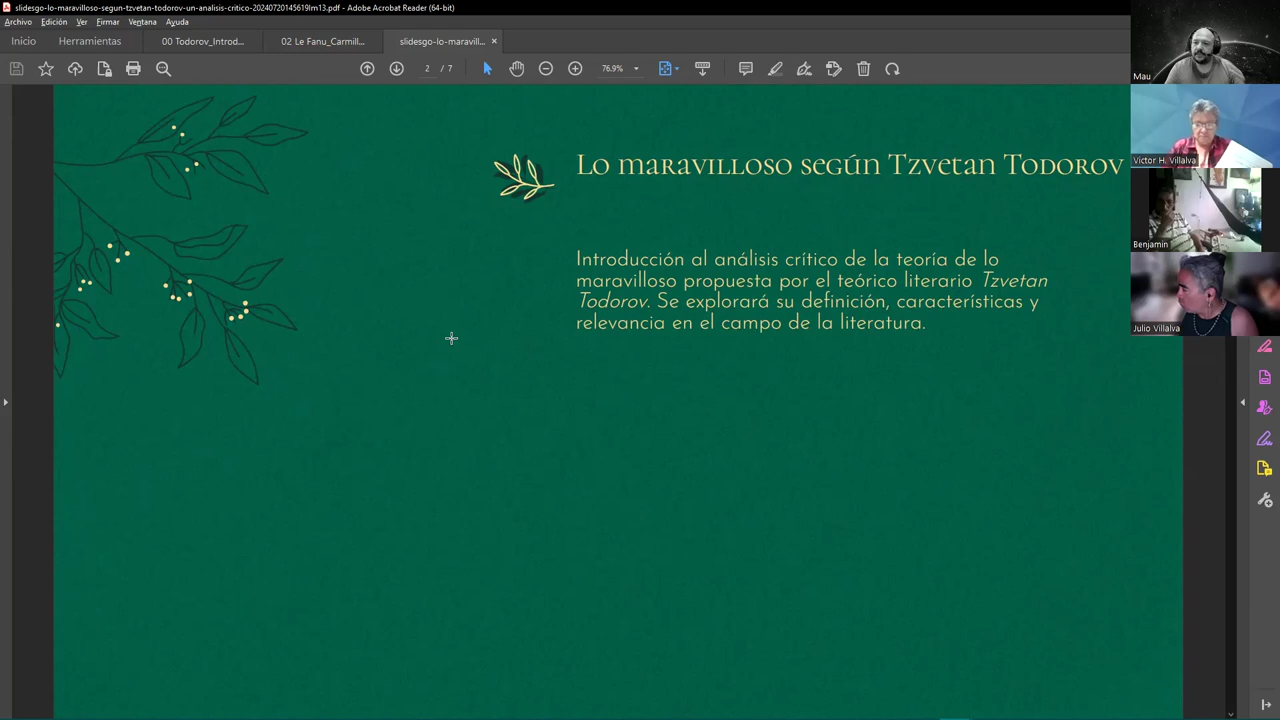 slidesgo-lo-maravilloso-segun-tzvetan-todorov-un-analisis-critico-20240720145619lm13.pdf - Adobe Acrobat Reader (64-bit)
Archivo Edición Ver Firmar Ventana Ayuda
Inicio Herramientas 00 Todorov_Introd... 02 Le Fanu_Carmill... slidesgo-lo-maravill... ×
2 / 7 76.9%
Mau
Victor H. Villalva
Benjamín
Julio Villalva
Lo maravilloso según Tzvetan Todorov
Introducción al análisis crítico de la teoría de lo
maravilloso propuesta por el teórico literario Tzvetan
Todorov. Se explorará su definición, características y
relevancia en el campo de la literatura.